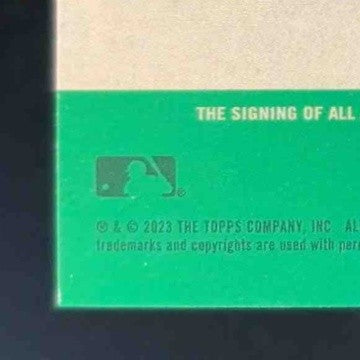 THE SIGNING OF ALL
® & © 2023 THE TOPPS COMPANY, INC AL
trademarks and copyrights are used with per